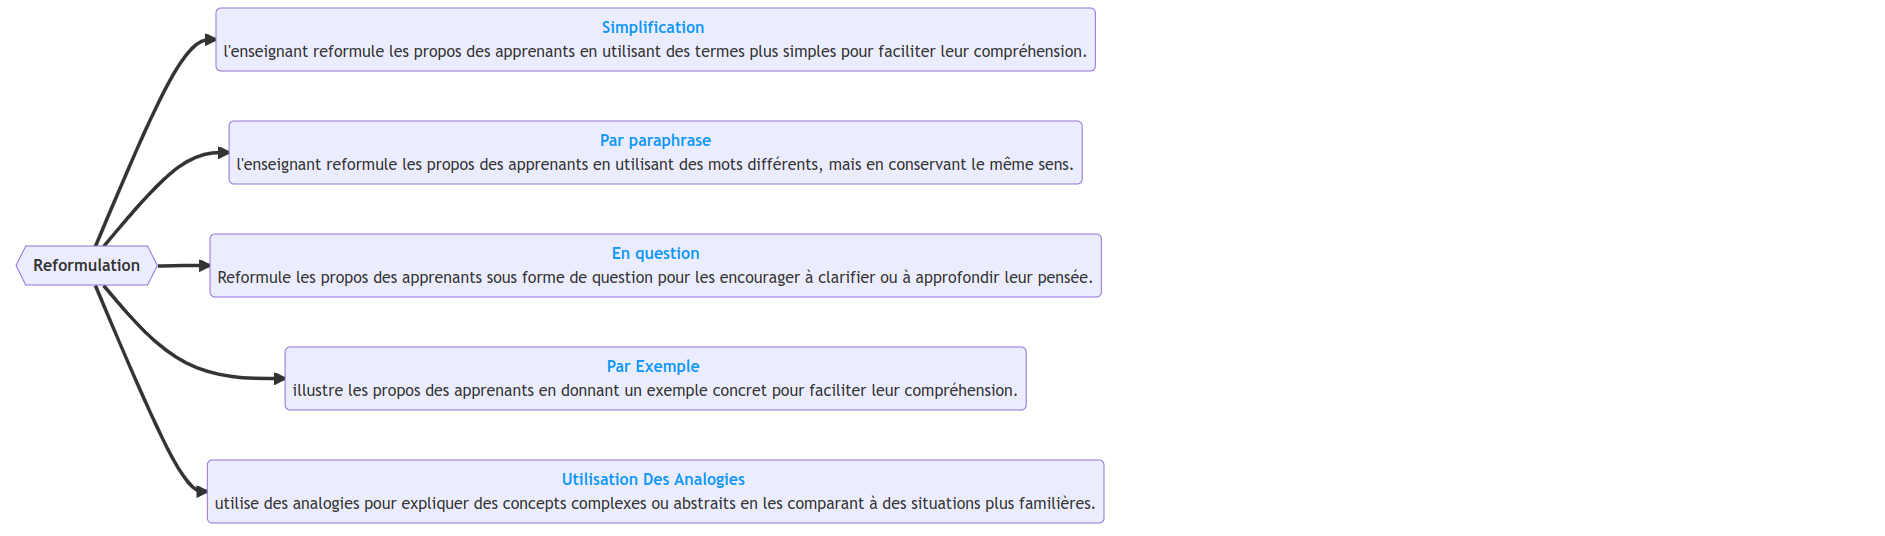 Simplification
l'enseignant reformule les propos des apprenants en utilisant des termes plus simples pour faciliter leur compréhension.
Par paraphrase
l'enseignant reformule les propos des apprenants en utilisant des mots différents, mais en conservant le même sens.
En question
Reformule les propos des apprenants sous forme de question pour les encourager à clarifier ou à approfondir leur pensée.
Reformulation
Par Exemple
illustre les propos des apprenants en donnant un exemple concret pour faciliter leur compréhension.
Utilisation Des Analogies
utilise des analogies pour expliquer des concepts complexes ou abstraits en les comparant à des situations plus familières.